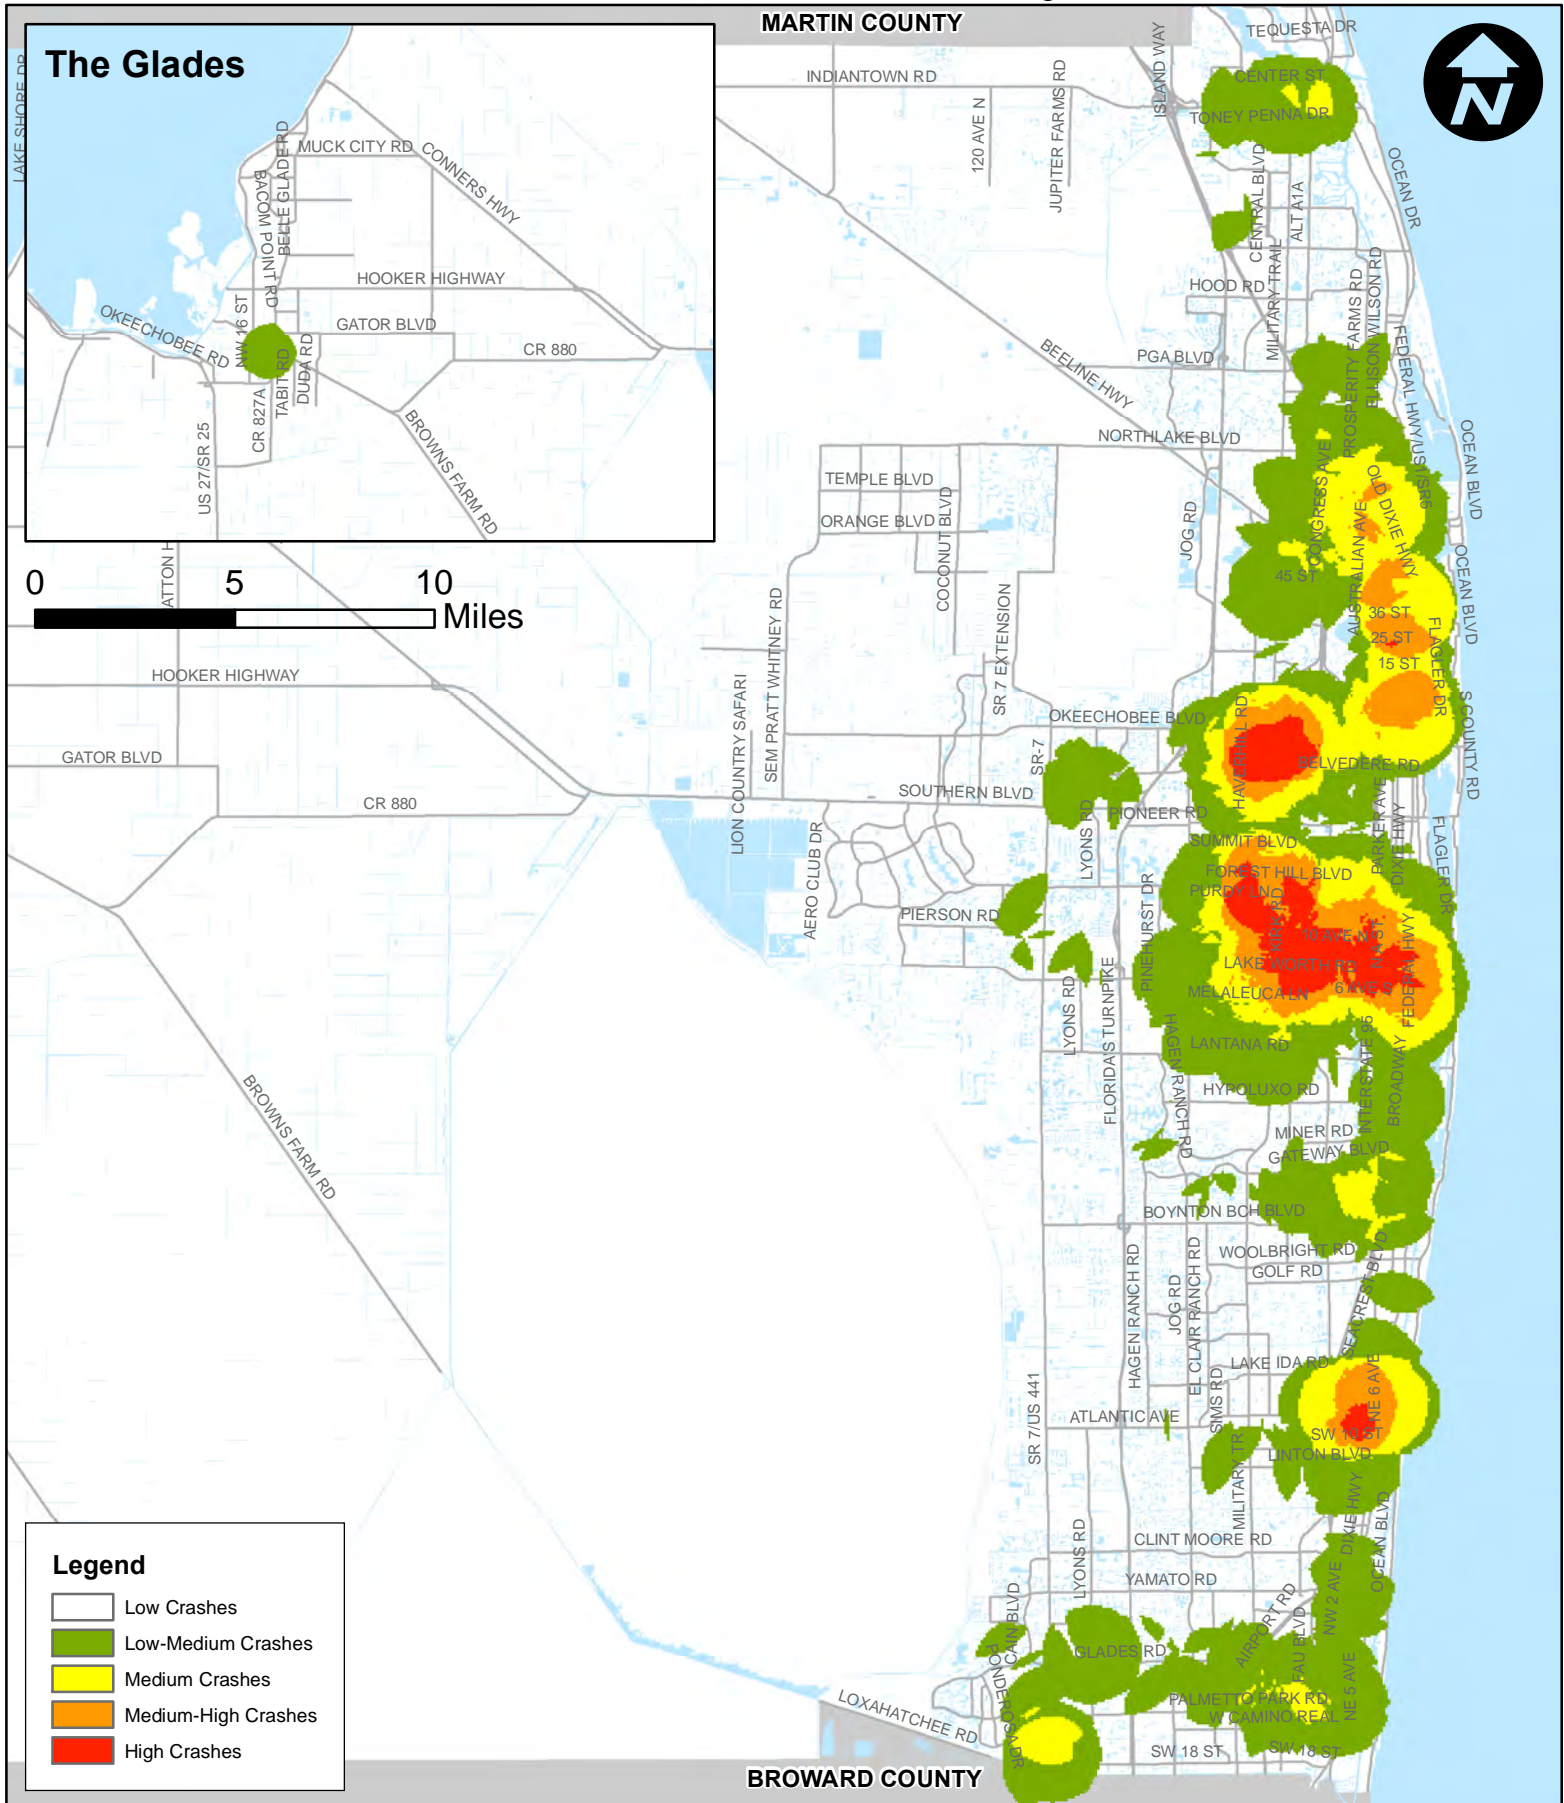 MARTIN COUNTY
The Glades
N
TEQUESTA DR
CENTER ST
TONEY PENNA DR
INDIANTOWN RD
ISLAND WAY
120 AVE N
JUPITER FARMS RD
LAKE SHORE DR
MUCK CITY RD
CONNERS HWY
BACOM POINT RD
BELLE GLADE RD
HOOKER HIGHWAY
NW 16 ST
GATOR BLVD
OKEECHOBEE RD
CR 880
TABIT RD
DUDA RD
CR 827A
US 27/SR 25
BROWNS FARM RD
CENTRAL BLVD
ALT A1A
MILITARY TRAIL
OCEAN DR
HOOD RD
PROSPERITY FARMS RD
ELLISON WILSON RD
FEDERAL HWY/US1/SR5
PGA BLVD
BEELINE HWY
NORTHLAKE BLVD
OCEAN BLVD
TEMPLE BLVD
ORANGE BLVD
COCONUT BLVD
JOG RD
CONGRESS AVE
OLD DIXIE HWY
AUSTRALIAN AVE
45 ST
OCEAN BLVD
36 ST
25 ST
15 ST
FLAGLER DR
0 5 10
Miles
SEM PRATT WHITNEY RD
SR 7 EXTENSION
HOOKER HIGHWAY
LION COUNTRY SAFARI
OKEECHOBEE BLVD
HAVERHILL RD
S COUNTY RD
GATOR BLVD
SR-7
BELVEDERE RD
CR 880
SOUTHERN BLVD
PIONEER RD
PARKER AVE
DIXIE HWY
FLAGLER DR
AERO CLUB DR
LYONS RD
SUMMIT BLVD
FOREST HILL BLVD
PURDY LN
KIRK RD
PIERSON RD
PINEHURST DR
10 AVE N
N A ST
LAKE WORTH RD
6 AVE S
MELALEUCA LN
FEDERAL HWY
LYONS RD
FLORIDA'S TURNPIKE
HAGEN RANCH RD
LANTANA RD
INTERSTATE 95
BROADWAY
HYPOLUXO RD
BROWNS FARM RD
MINER RD
GATEWAY BLVD
BOYNTON BCH BLVD
WOOLBRIGHT RD
GOLF RD
SEACREST BLVD
HAGEN RANCH RD
JOG RD
EL CLAIR RANCH RD
LAKE IDA RD
NE 6 AVE
SIMS RD
SR 7/US 441
ATLANTIC AVE
SW 10 ST
LINTON BLVD
MILITARY TR
DIXIE HWY
OCEAN BLVD
LYONS RD
CLINT MOORE RD
YAMATO RD
NW 2 AVE
CAIN BLVD
AIRPORT RD
FAU BLVD
GLADES RD
NE 5 AVE
PONDEROSA DR
PALMETTO PARK RD
W CAMINO REAL
LOXAHATCHEE RD
SW 18 ST
SW 18 ST
BROWARD COUNTY
Legend
Low Crashes
Low-Medium Crashes
Medium Crashes
Medium-High Crashes
High Crashes